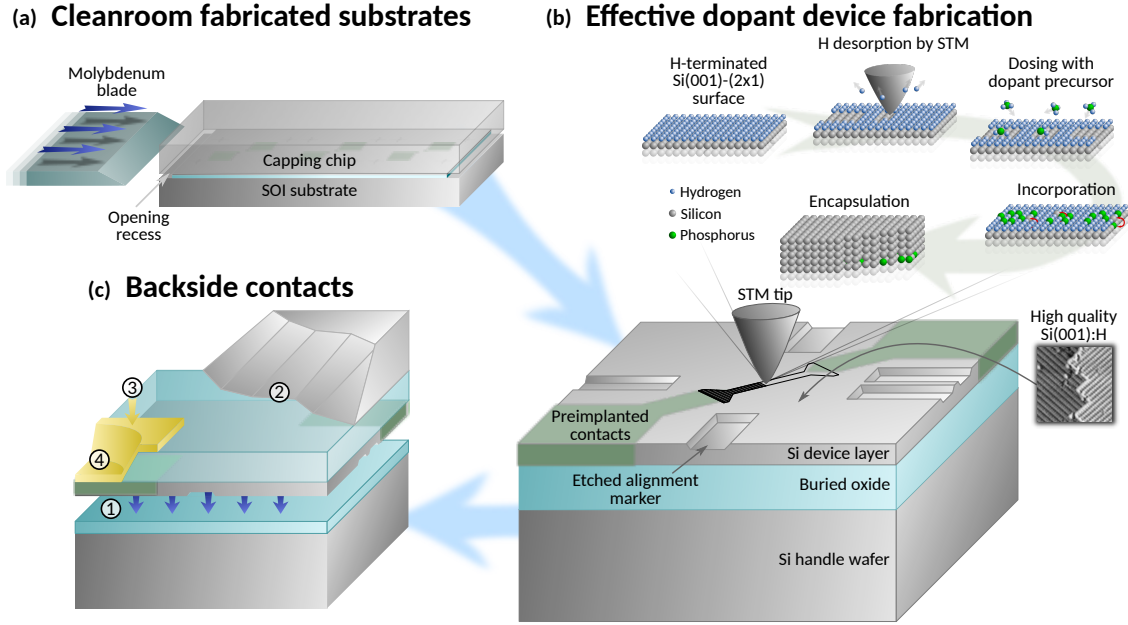 (a) Cleanroom fabricated substrates
Molybdenum
blade
Capping chip
SOI substrate
Opening
recess
(b) Effective dopant device fabrication
H desorption by STM
H-terminated
Si(001)-(2x1)
surface
Dosing with
dopant precursor
Hydrogen
Silicon
Phosphorus
Encapsulation
Incorporation
STM tip
High quality
Si(001):H
Preimplanted
contacts
Etched alignment
marker
Si device layer
Buried oxide
Si handle wafer
(c) Backside contacts
3
2
4
1